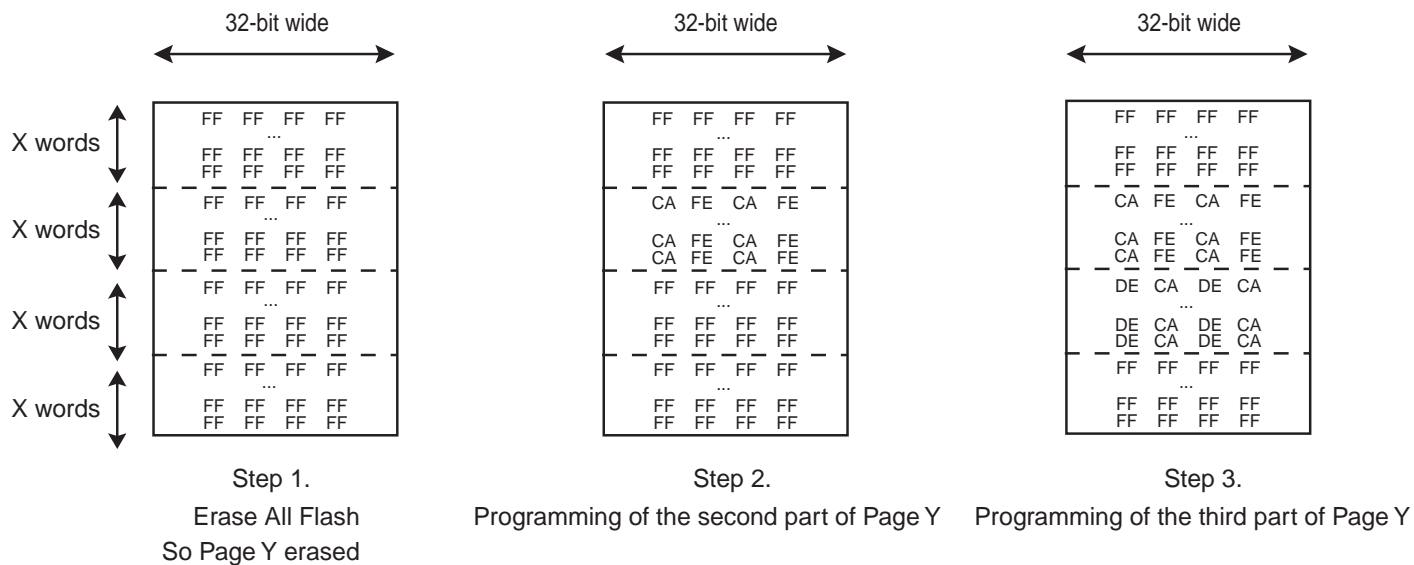 32-bit wide
32-bit wide
32-bit wide
X words
X words
X words
X words
FF FF FF FF
...
FF FF FF FF
FF FF FF FF
FF FF FF FF
...
FF FF FF FF
FF FF FF FF
FF FF FF FF
...
FF FF FF FF
FF FF FF FF
FF FF FF FF
...
FF FF FF FF
FF FF FF FF
FF FF FF FF
...
FF FF FF FF
FF FF FF FF
CA FE CA FE
...
CA FE CA FE
CA FE CA FE
FF FF FF FF
...
FF FF FF FF
FF FF FF FF
FF FF FF FF
...
FF FF FF FF
FF FF FF FF
FF FF FF FF
...
FF FF FF FF
FF FF FF FF
CA FE CA FE
...
CA FE CA FE
CA FE CA FE
DE CA DE CA
...
DE CA DE CA
DE CA DE CA
FF FF FF FF
...
FF FF FF FF
FF FF FF FF
Step 1.
Erase All Flash
So Page Y erased
Step 2.
Programming of the second part of Page Y
Step 3.
Programming of the third part of Page Y